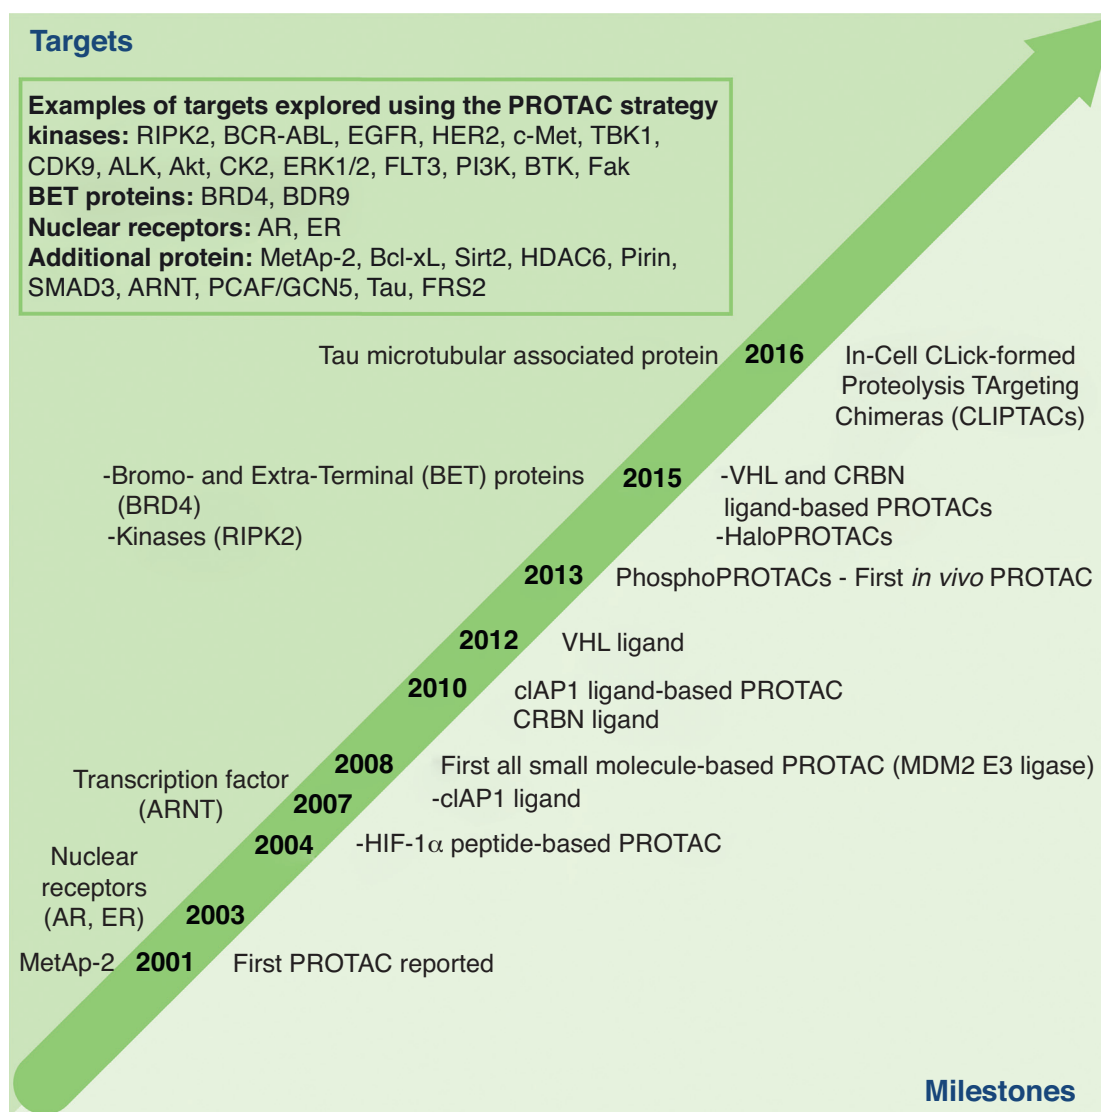 Targets
Examples of targets explored using the PROTAC strategy
kinases: RIPK2, BCR-ABL, EGFR, HER2, c-Met, TBK1,
CDK9, ALK, Akt, CK2, ERK1/2, FLT3, PI3K, BTK, Fak
BET proteins: BRD4, BDR9
Nuclear receptors: AR, ER
Additional protein: MetAp-2, Bcl-xL, Sirt2, HDAC6, Pirin,
SMAD3, ARNT, PCAF/GCN5, Tau, FRS2
Tau microtubular associated protein
2016
In-Cell CLick-formed
Proteolysis TArgeting
Chimeras (CLIPTACs)
-Bromo- and Extra-Terminal (BET) proteins
(BRD4)
-Kinases (RIPK2)
2015
-VHL and CRBN
ligand-based PROTACs
-HaloPROTACs
2013
PhosphoPROTACs - First in vivo PROTAC
2012
VHL ligand
2010
cIAP1 ligand-based PROTAC
CRBN ligand
2008
First all small molecule-based PROTAC (MDM2 E3 ligase)
-cIAP1 ligand
Transcription factor
(ARNT)
2007
2004
-HIF-1α peptide-based PROTAC
Nuclear
receptors
(AR, ER)
2003
MetAp-2
2001
First PROTAC reported
Milestones